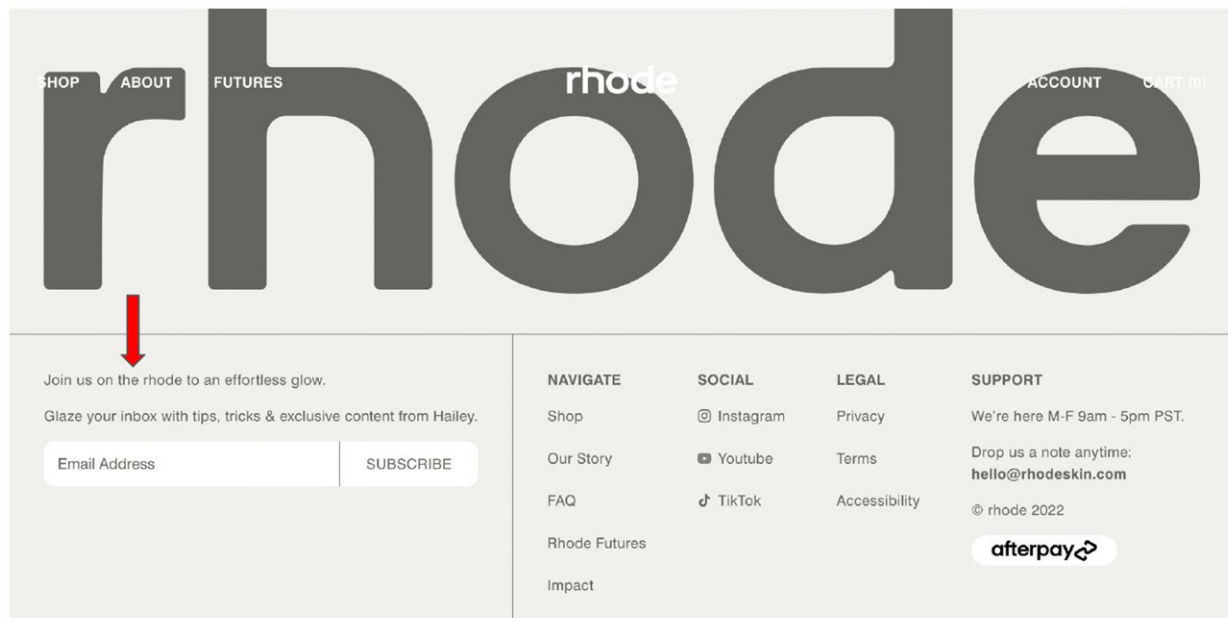 rhode
SHOP ABOUT FUTURES rhode ACCOUNT CART (0)
Join us on the rhode to an effortless glow.
Glaze your inbox with tips, tricks & exclusive content from Hailey.
Email Address SUBSCRIBE
NAVIGATE
Shop
Our Story
FAQ
Rhode Futures
Impact
SOCIAL
Instagram
Youtube
TikTok
LEGAL
Privacy
Terms
Accessibility
SUPPORT
We're here M-F 9am - 5pm PST.
Drop us a note anytime:
hello@rhodeskin.com
© rhode 2022
afterpay